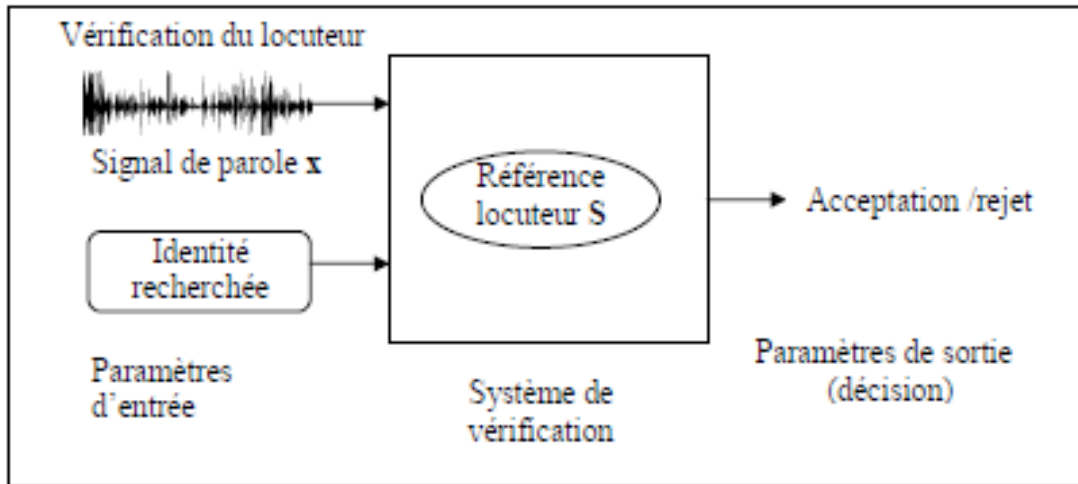 Vérification du locuteur
Signal de parole x
Identité
recherchée
Paramètres
d'entrée
Référence
locuteur S
Système de
vérification
Acceptation /rejet
Paramètres de sortie
(décision)